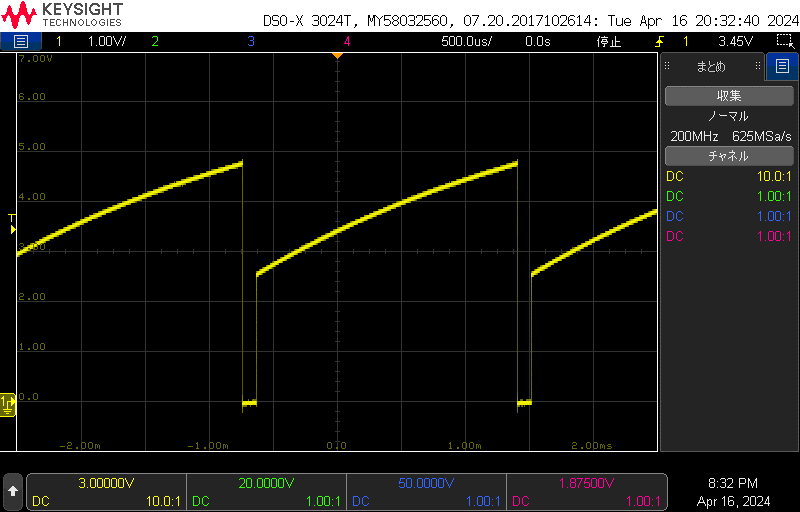 KEYSIGHT
TECHNOLOGIES
DSO-X 3024T, MY58032560, 07.20.2017102614: Tue Apr 16 20:32:40 2024
1 1.00V/ 2 3 4 500.0us/ 0.0s 停止 1 3.45V
7.00V
6.00
5.00
4.00
T
3.00
2.00
1.00
1 0.0
-2.00m -1.00m 0.0 1.00m 2.00ms
まとめ
収集
ノーマル
200MHz 625MSa/s
チャネル
DC 10.0:1
DC 1.00:1
DC 1.00:1
DC 1.00:1
3.00000V 20.0000V 50.0000V 1.87500V
DC 10.0:1 DC 1.00:1 DC 1.00:1 DC 1.00:1
8:32 PM
Apr 16, 2024